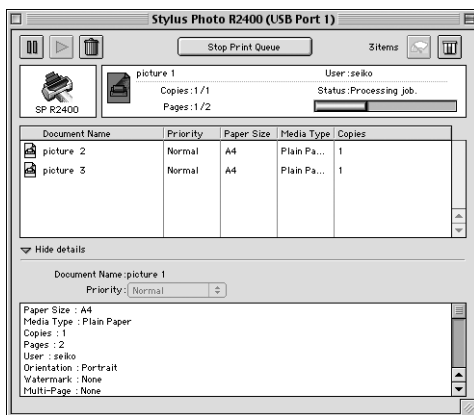 Stylus Photo R2400 (USB Port 1)
Stop Print Queue
3items
SP R2400
picture 1
User :seiko
Copies :1/1
Status :Processing job.
Pages :1/2
Document Name Priority Paper Size Media Type Copies
picture 2 Normal A4 Plain Pa... 1
picture 3 Normal A4 Plain Pa... 1
Hide details
Document Name :picture 1
Priority : Normal
Paper Size : A4
Media Type : Plain Paper
Copies : 1
Pages : 2
User : seiko
Orientation : Portrait
Watermark : None
Multi-Page : None